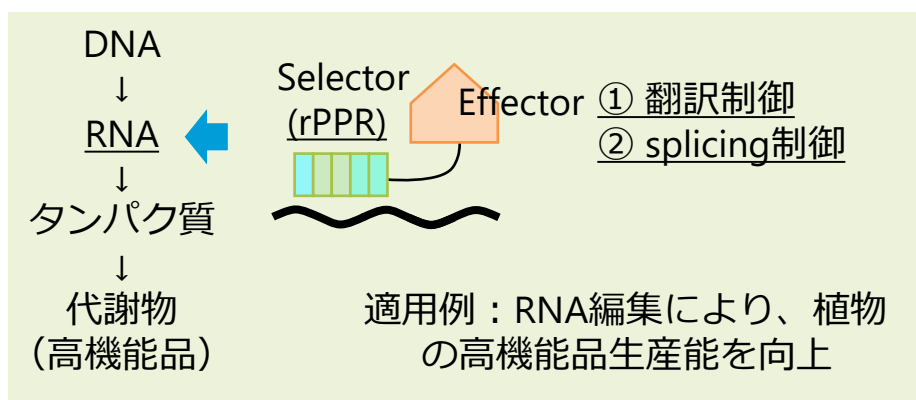 DNA
↓
RNA
↓
タンパク質
↓
代謝物
（高機能品）
Selector
(rPPR)
Effector
① 翻訳制御
② splicing制御
適用例：RNA編集により、植物
の高機能品生産能を向上